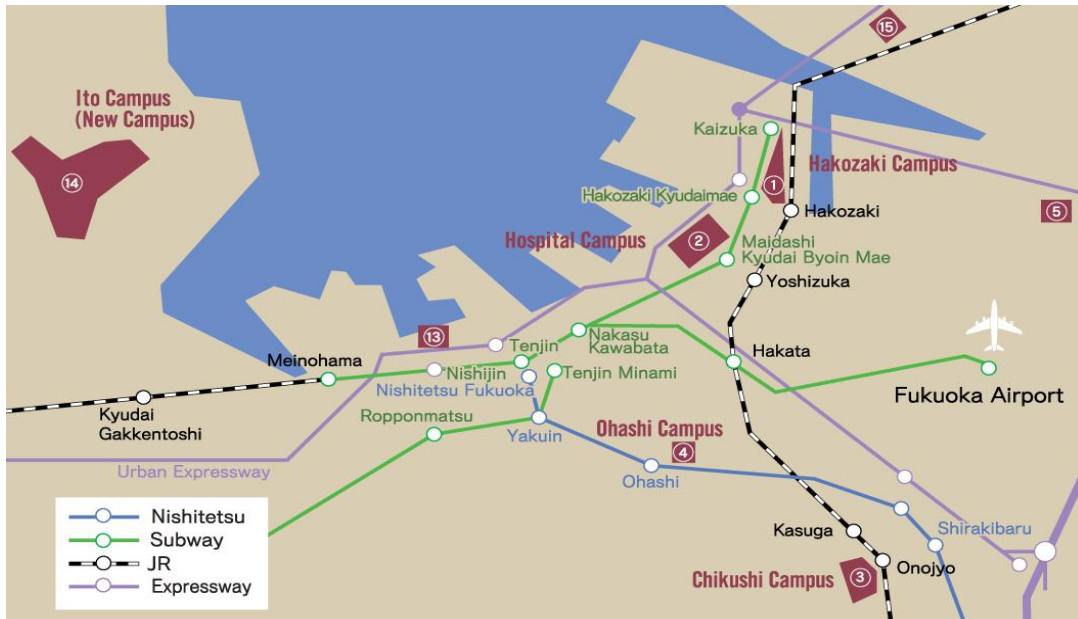 ⑮
Ito Campus
(New Campus)
⑭
Kaizuka
Hakozaki Campus
①
Hakozaki Kyudaimae
Hakozaki
⑤
Hospital Campus
②
Maidashi
Kyudai Byoin Mae
Yoshizuka
⑬
Tenjin
Nakasu
Kawabata
Hakata
Meinohama
Nishijin
Tenjin Minami
Nishitetsu Fukuoka
Fukuoka Airport
Kyudai
Gakkentoshi
Ropponmatsu
Yakuin
Ohashi Campus
④
Urban Expressway
Ohashi
Nishitetsu
Subway
JR
Expressway
Kasuga
Shirakibaru
Onojyo
Chikushi Campus
③